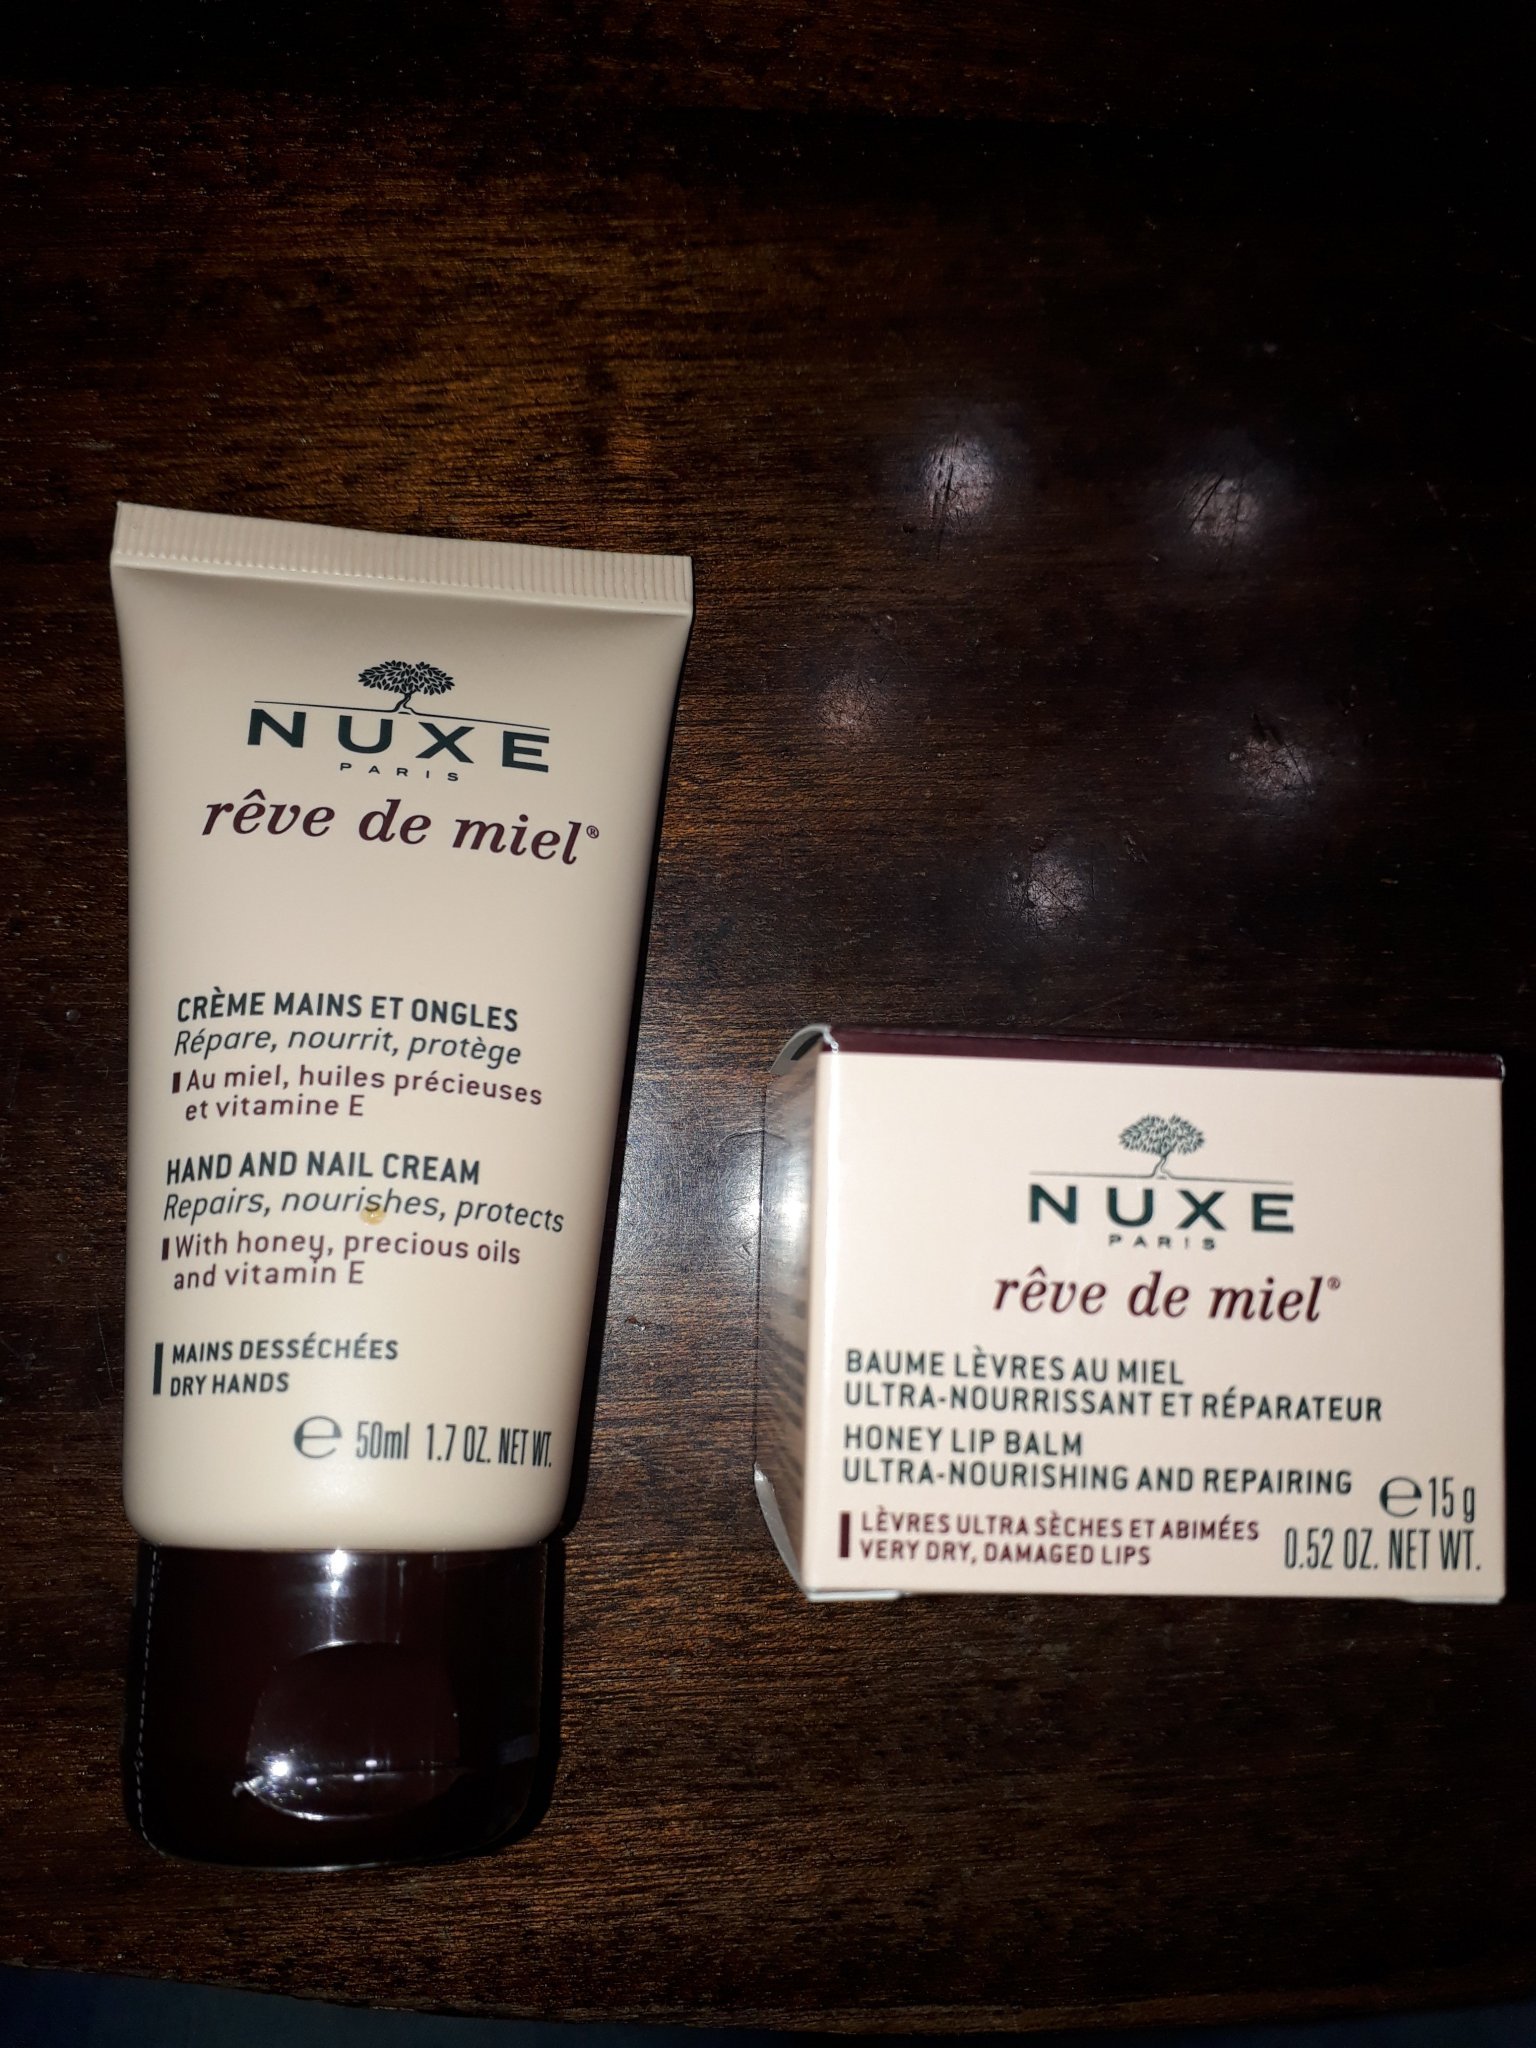 NUXE
PARIS
rêve de miel®
CRÈME MAINS ET ONGLES
Répare, nourrit, protège
Au miel, huiles précieuses
et vitamine E
HAND AND NAIL CREAM
Repairs, nourishes, protects
With honey, precious oils
and vitamin E
MAINS DESSÉCHÉES
DRY HANDS
℮ 50ml 1.7 OZ. NET WT.
NUXE
PARIS
rêve de miel®
BAUME LÈVRES AU MIEL
ULTRA-NOURRISSANT ET RÉPARATEUR
HONEY LIP BALM
ULTRA-NOURISHING AND REPAIRING
℮ 15 g
LÈVRES ULTRA SÈCHES ET ABIMÉES
VERY DRY, DAMAGED LIPS
0.52 OZ. NET WT.